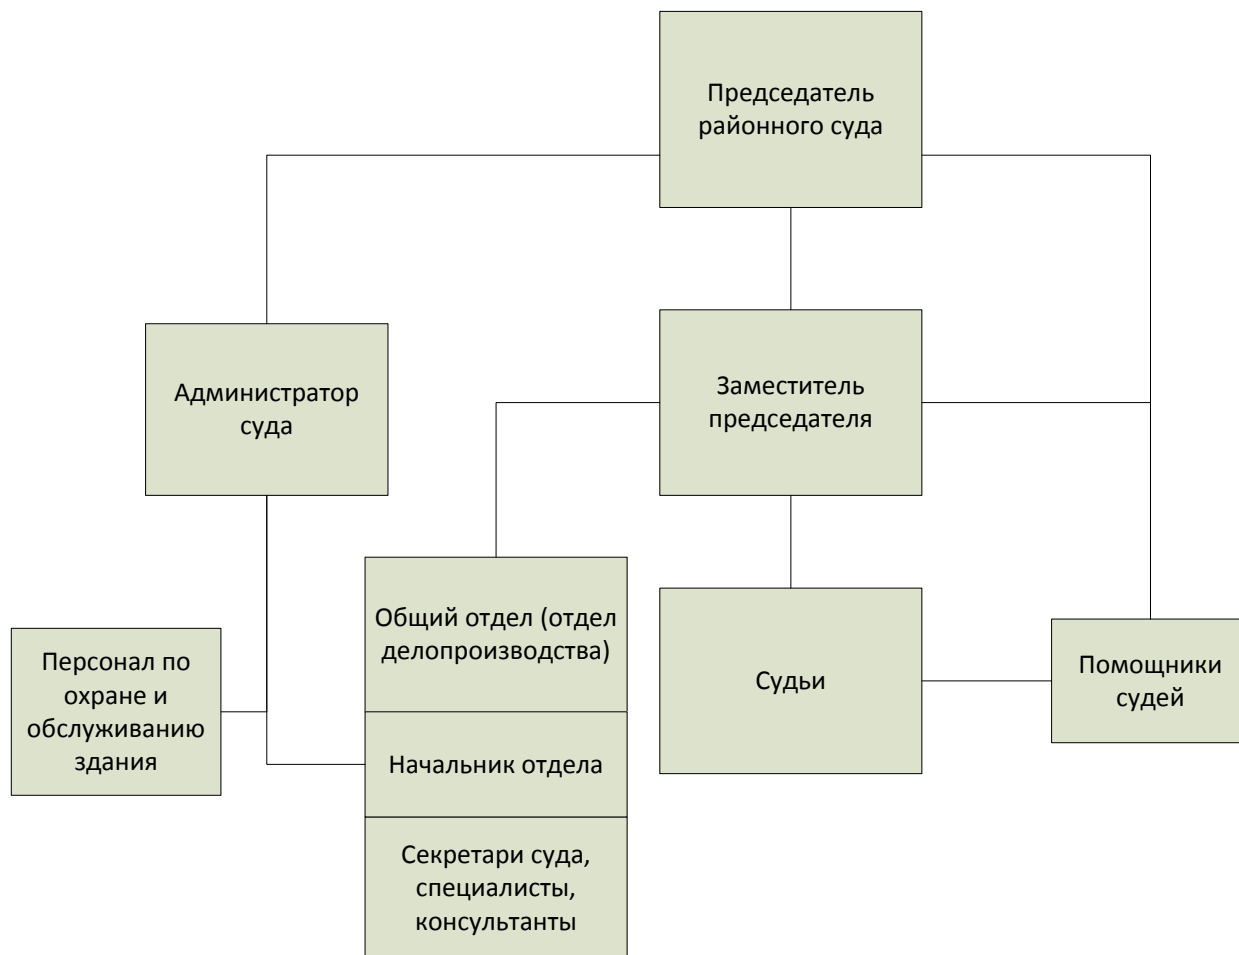 Председатель
районного суда
Администратор
суда
Заместитель
председателя
Общий отдел (отдел
делопроизводства)
Персонал по
охране и
обслуживанию
здания
Судьи
Помощники
судей
Начальник отдела
Секретари суда,
специалисты,
консультанты